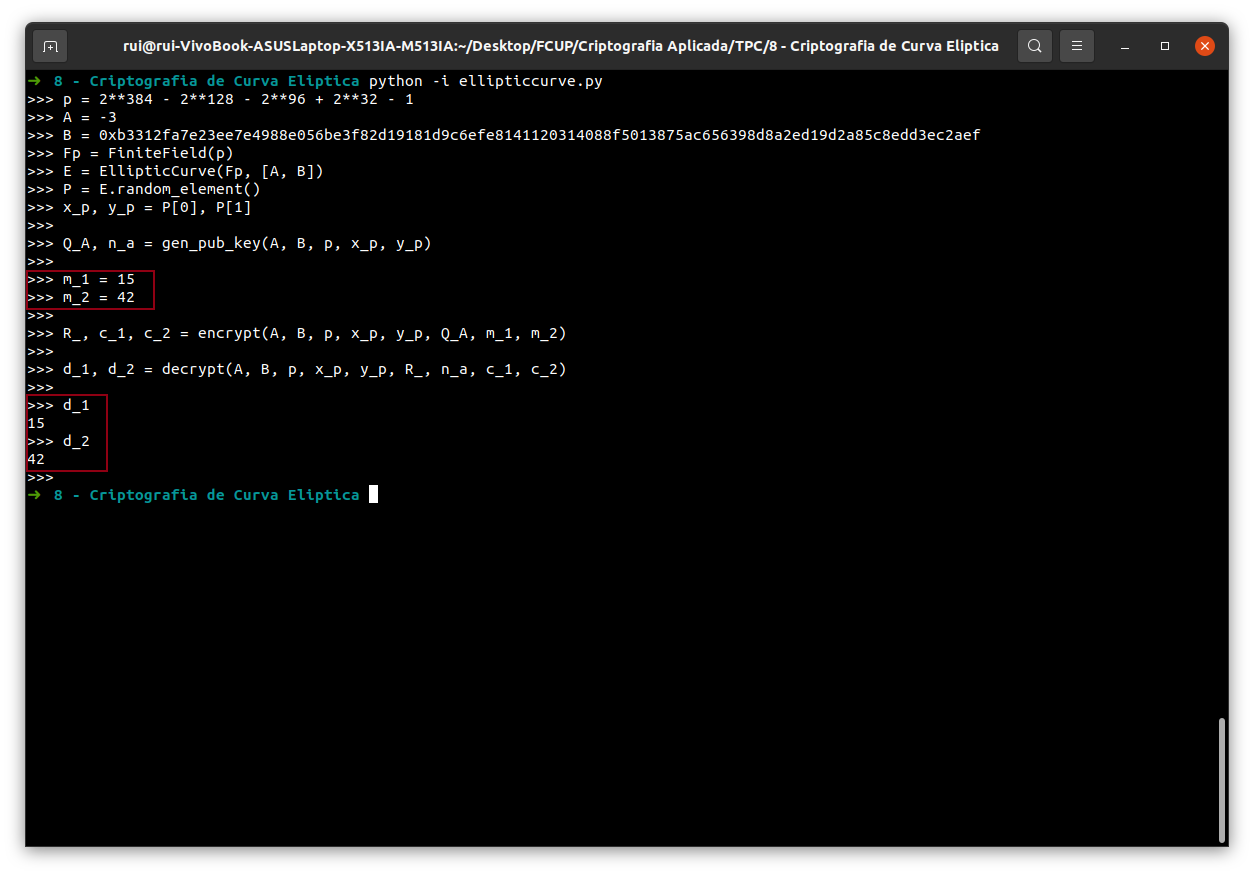 rui@rui-VivoBook-ASUSLaptop-X513IA-M513IA:~/Desktop/FCUP/Criptografia Aplicada/TPC/8 - Criptografia de Curva Eliptica
➜ 8 - Criptografia de Curva Eliptica python -i ellipticcurve.py
>>> p = 2**384 - 2**128 - 2**96 + 2**32 - 1
>>> A = -3
>>> B = 0xb3312fa7e23ee7e4988e056be3f82d19181d9c6efe8141120314088f5013875ac656398d8a2ed19d2a85c8edd3ec2aef
>>> Fp = FiniteField(p)
>>> E = EllipticCurve(Fp, [A, B])
>>> P = E.random_element()
>>> x_p, y_p = P[0], P[1]
>>>
>>> Q_A, n_a = gen_pub_key(A, B, p, x_p, y_p)
>>>
>>> m_1 = 15
>>> m_2 = 42
>>>
>>> R_, c_1, c_2 = encrypt(A, B, p, x_p, y_p, Q_A, m_1, m_2)
>>>
>>> d_1, d_2 = decrypt(A, B, p, x_p, y_p, R_, n_a, c_1, c_2)
>>>
>>> d_1
15
>>> d_2
42
>>>
➜ 8 - Criptografia de Curva Eliptica